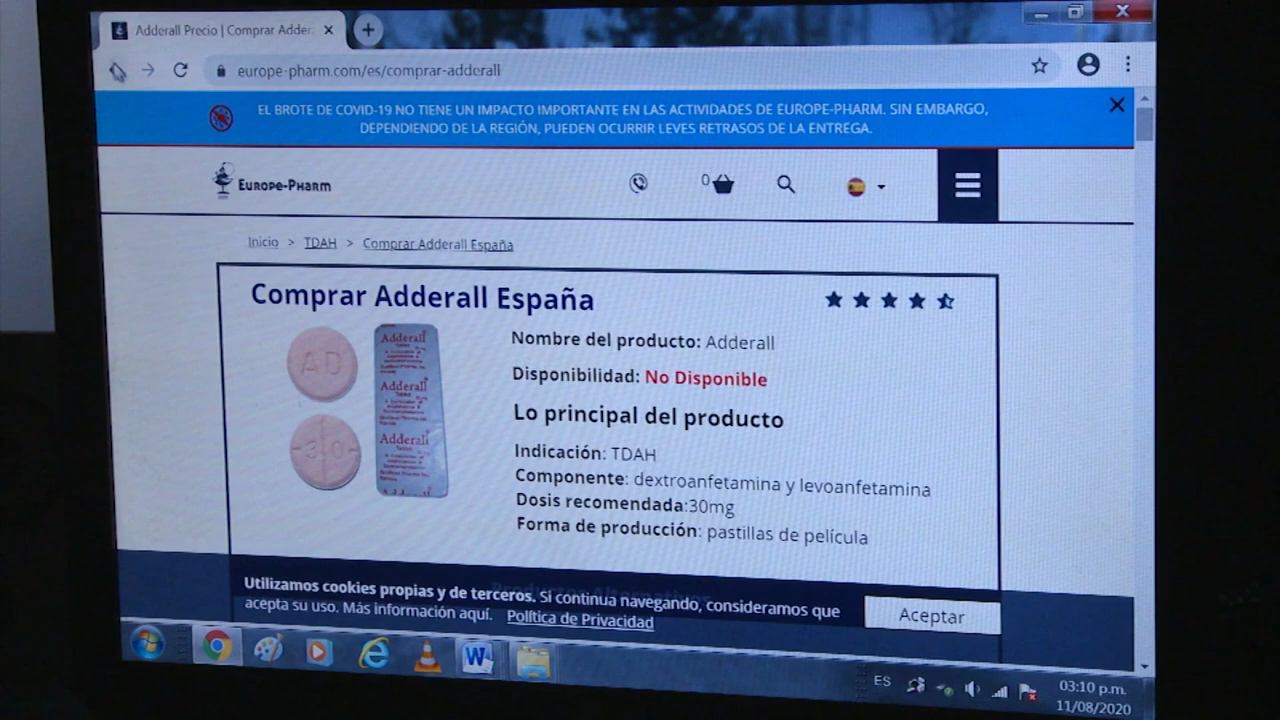 Adderall Precio | Comprar Adder
europe-pharm.com/es/comprar-adderall
EL BROTE DE COVID-19 NO TIENE UN IMPACTO IMPORTANTE EN LAS ACTIVIDADES DE EUROPE-PHARM. SIN EMBARGO,
DEPENDIENDO DE LA REGIÓN, PUEDEN OCURRIR LEVES RETRASOS DE LA ENTREGA.
EUROPE-PHARM
0
Inicio > TDAH > Comprar Adderall España
Comprar Adderall España
AD
30
Adderall
Adderall
Adderall
Nombre del producto: Adderall
Disponibilidad: No Disponible
Lo principal del producto
Indicación: TDAH
Componente: dextroanfetamina y levoanfetamina
Dosis recomendada:30mg
Forma de producción: pastillas de película
Utilizamos cookies propias y de terceros. Si continua navegando, consideramos que
acepta su uso. Más información aquí. Política de Privacidad
Aceptar
ES
03:10 p.m.
11/08/2020